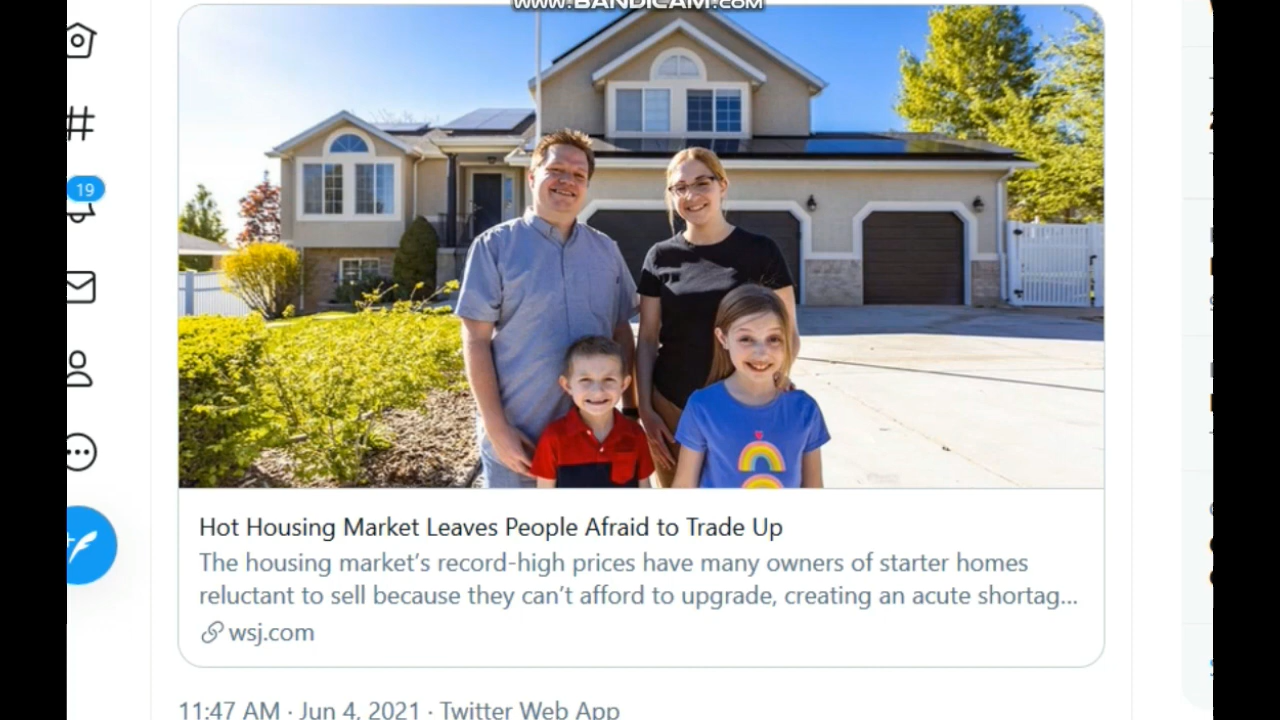 WWW.BANDICAM.COM
19
Hot Housing Market Leaves People Afraid to Trade Up
The housing market's record-high prices have many owners of starter homes
reluctant to sell because they can't afford to upgrade, creating an acute shortag...
wsj.com
11:47 AM · Jun 4, 2021 · Twitter Web App